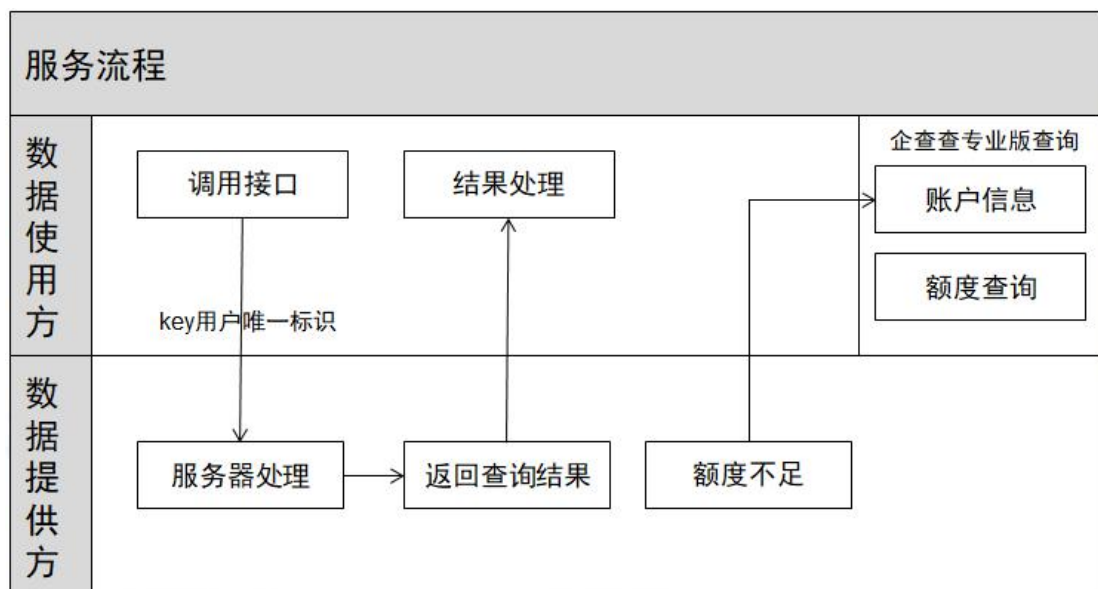 服务流程
数据使用方
调用接口
结果处理
企查查专业版查询
账户信息
额度查询
key用户唯一标识
数据提供方
服务器处理
返回查询结果
额度不足